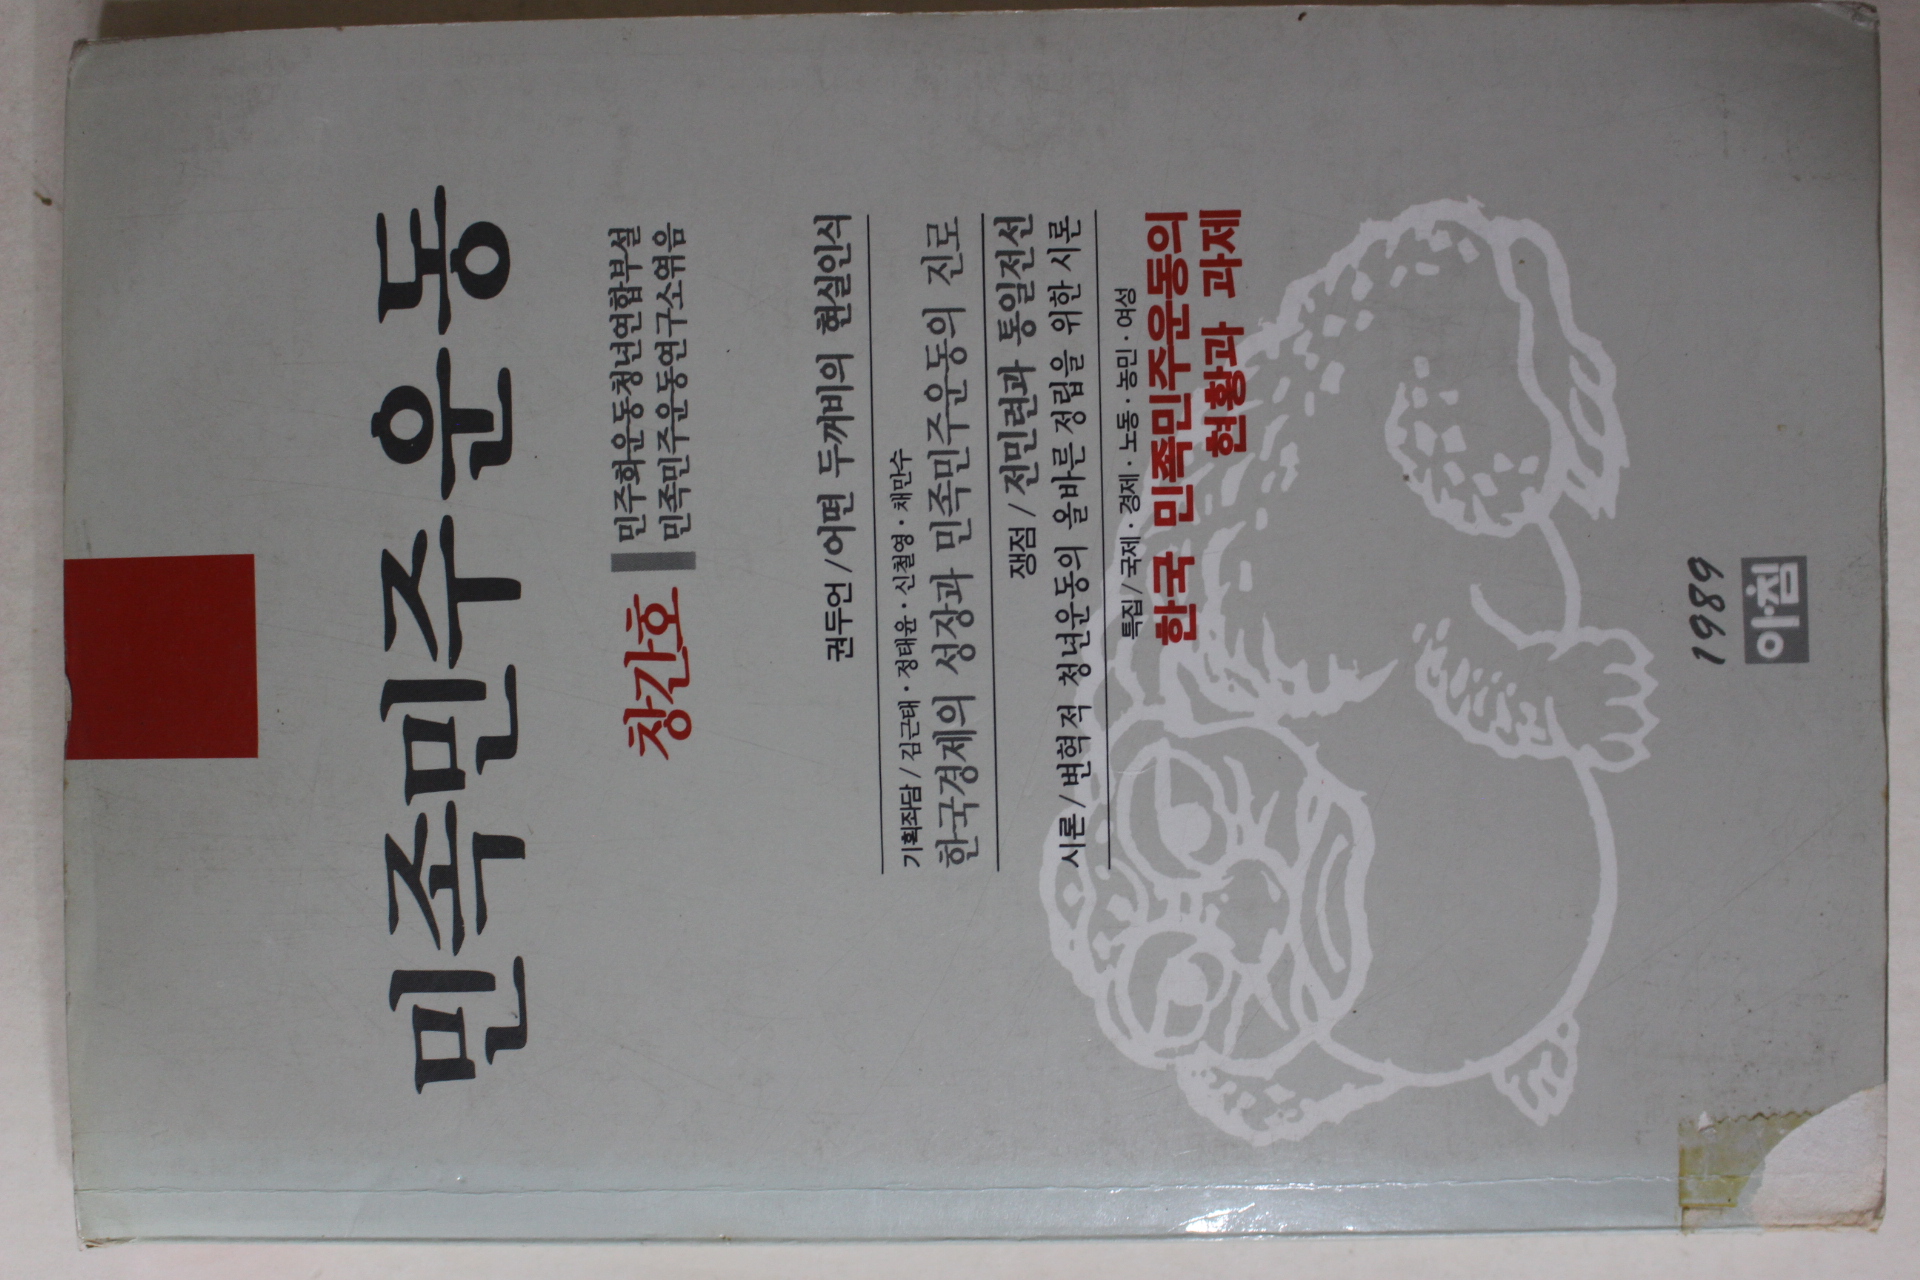 민족민주운동
창간호
민주화운동청년연합부설
민족민주운동연구소엮음
권두언/어떤 두꺼비의 현실인식
기획좌담/김근태·정태윤·신철영·채만수
한국경제의 성장과 민족민주운동의 진로
쟁점/전민련과 통일전선
시론/변혁적 청년운동의 올바른 정립을 위한 시론
특집/국제·경제·노동·농민·여성
한국 민족민주운동의
현황과 과제
1989
아침